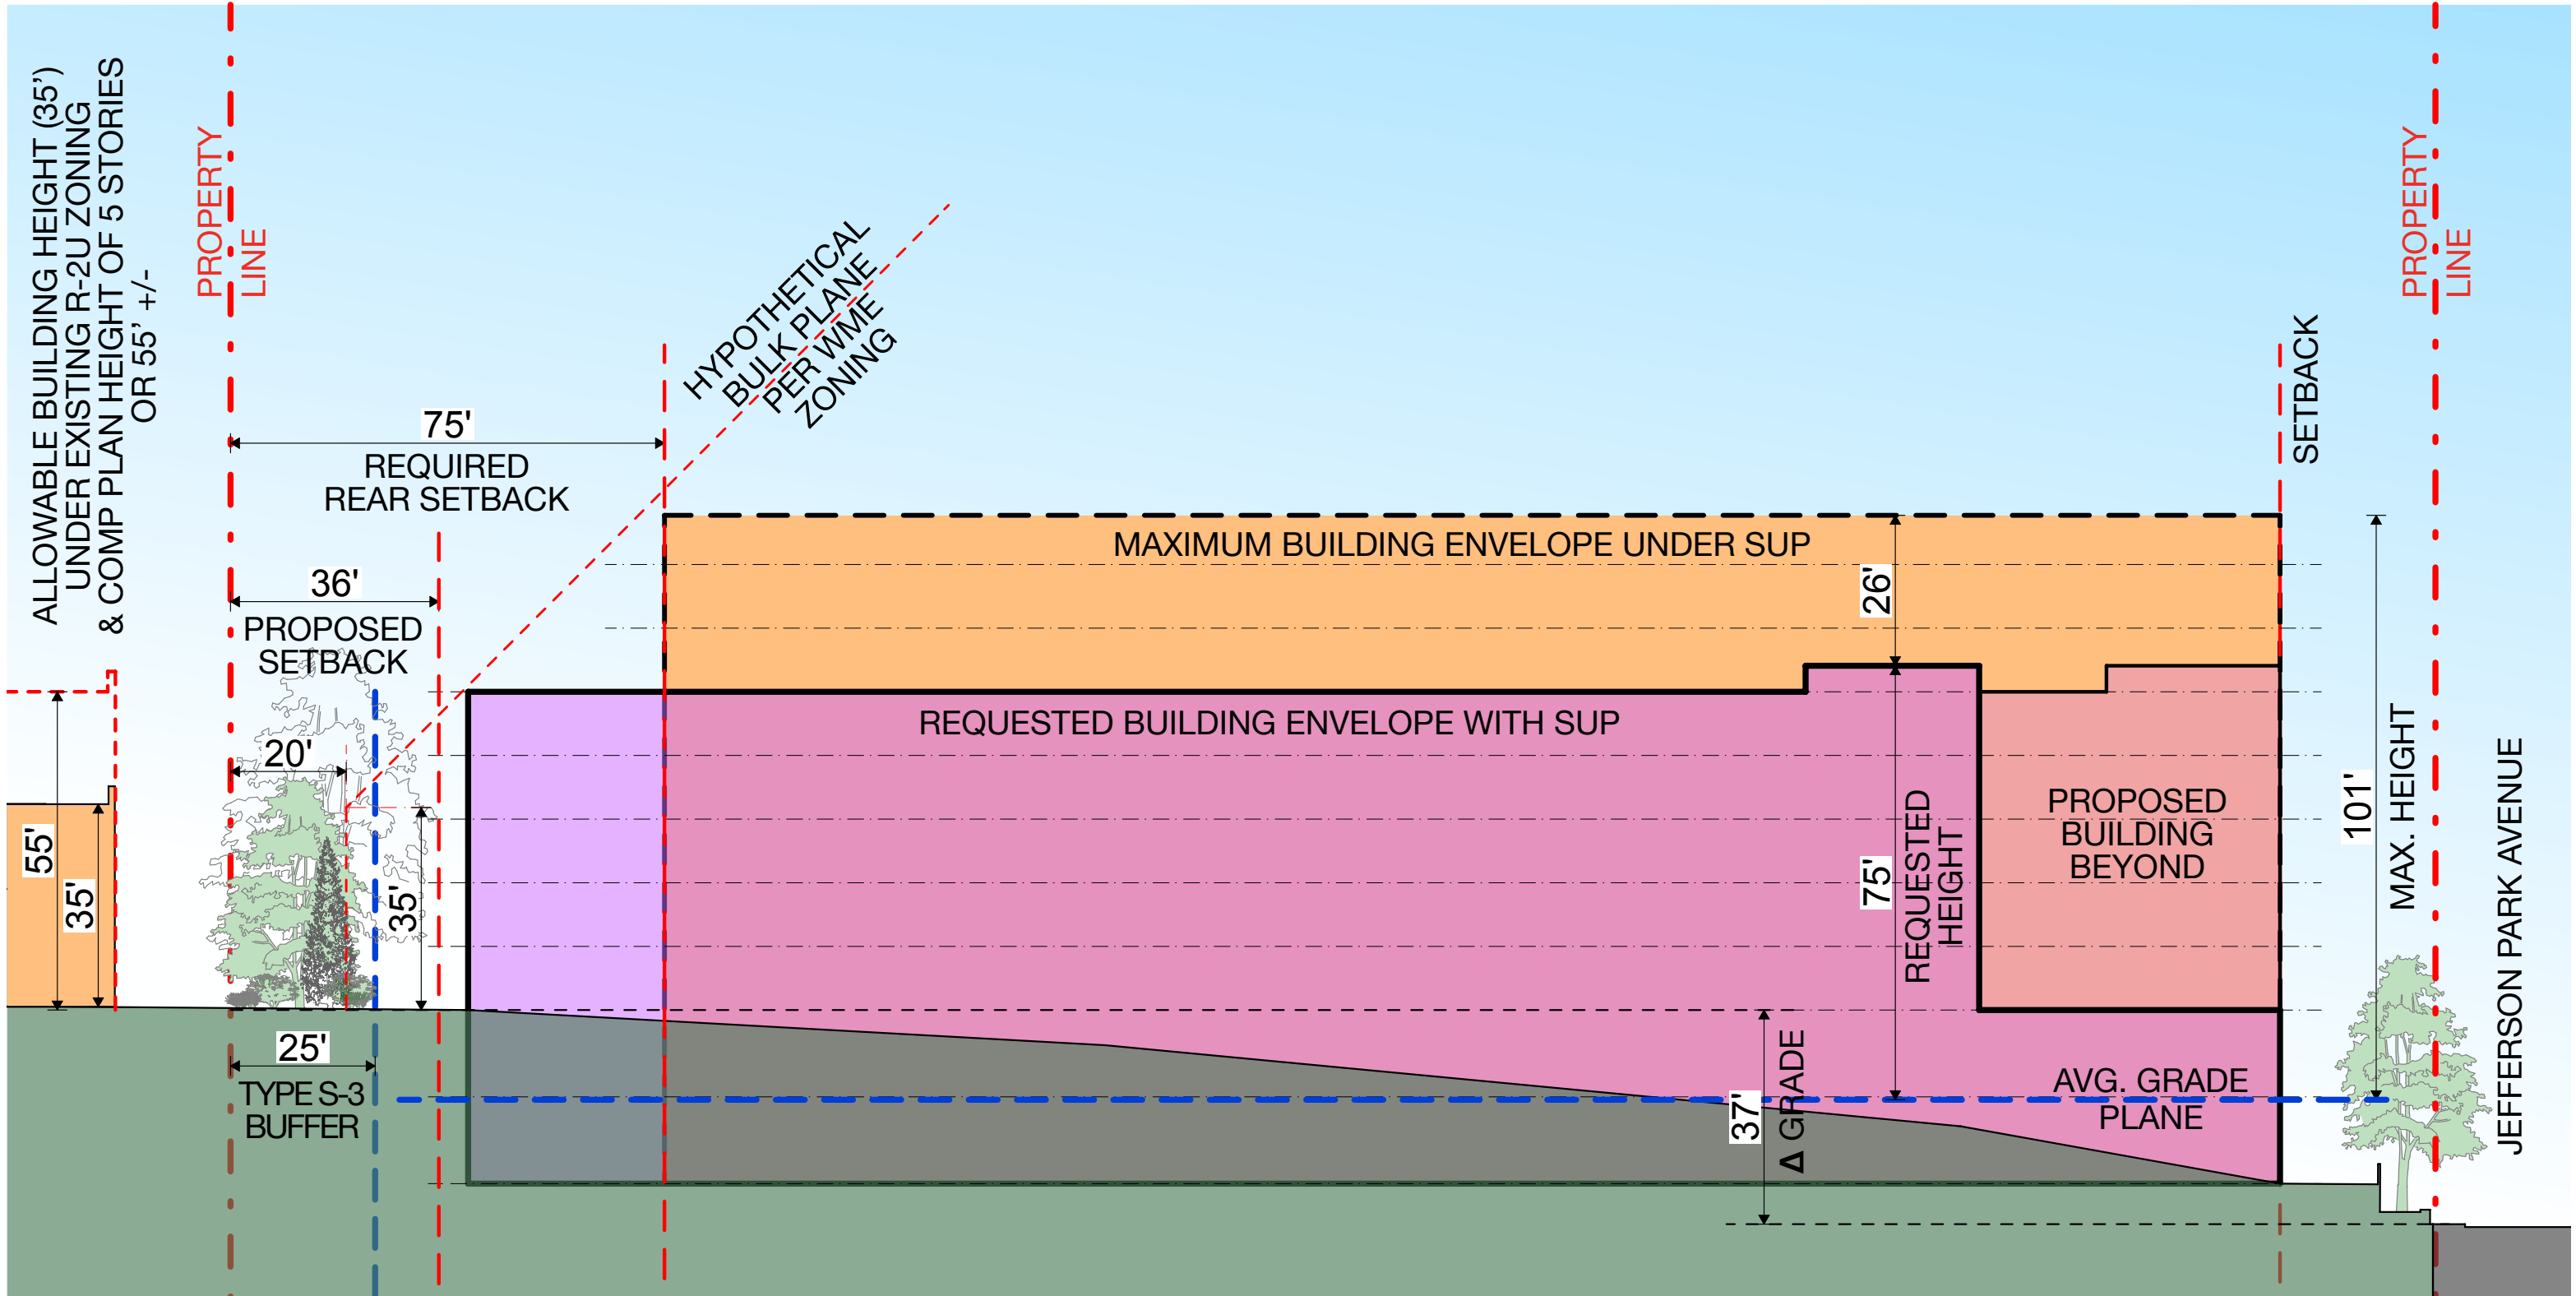 ALLOWABLE BUILDING HEIGHT (35')
UNDER EXISTING R-2U ZONING
& COMP PLAN HEIGHT OF 5 STORIES
OR 55' +/-
PROPERTY
LINE
HYPOTHETICAL
BULK PLANE
PER WME
ZONING
PROPERTY
LINE
SETBACK
75'
REQUIRED
REAR SETBACK
36'
PROPOSED
SETBACK
20'
55'
35'
35'
25'
TYPE S-3
BUFFER
MAXIMUM BUILDING ENVELOPE UNDER SUP
26'
REQUESTED BUILDING ENVELOPE WITH SUP
75'
REQUESTED
HEIGHT
PROPOSED
BUILDING
BEYOND
101'
MAX. HEIGHT
37'
Δ GRADE
AVG. GRADE
PLANE
JEFFERSON PARK AVENUE